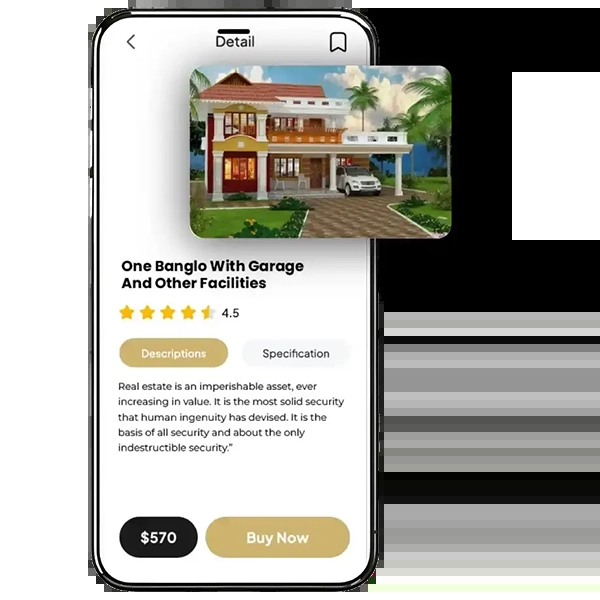 Detail
One Banglo With Garage
And Other Facilities
4.5
Descriptions
Specification
Real estate is an imperishable asset, ever
increasing in value. It is the most solid security
that human ingenuity has devised. It is the
basis of all security and about the only
indestructible security.”
$570
Buy Now